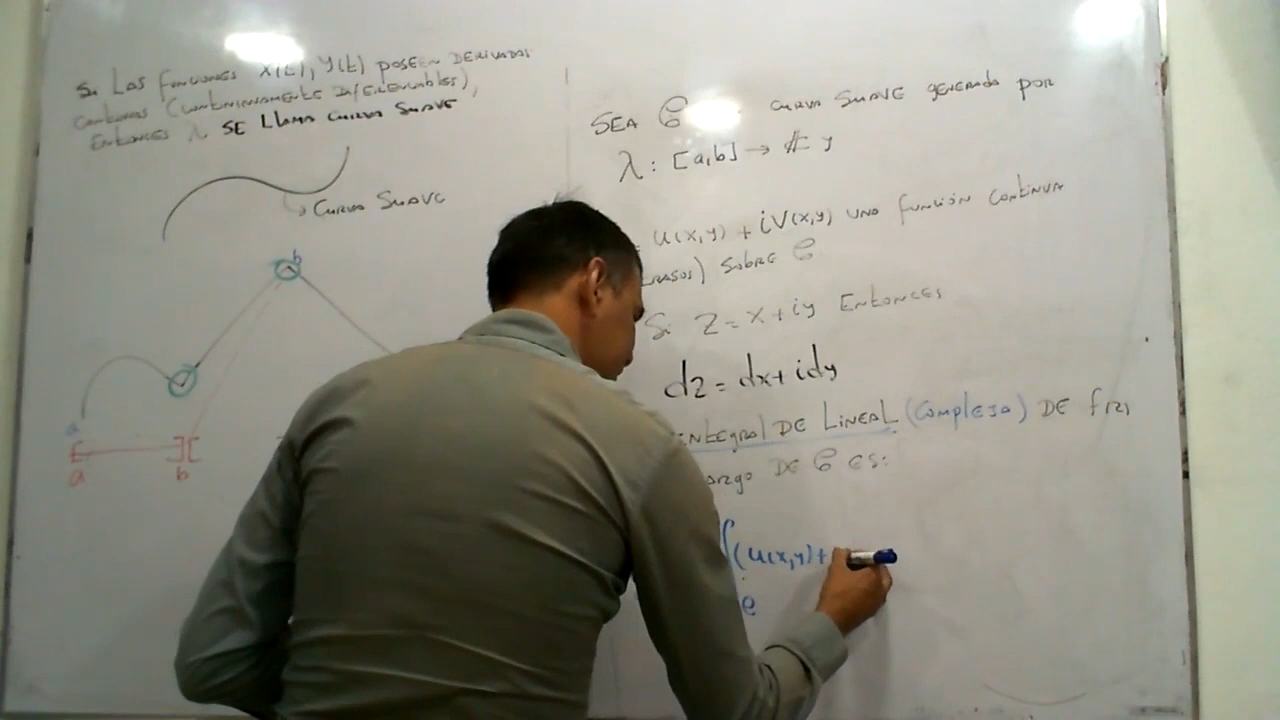 Si Las funciones X(t), Y(t) poseen DERIVADAS
continuas (continuamente Diferenciables),
Entonces λ SE LLAMA CURVA SUAVE
CURVA SUAVE
b
a
[ ] [
a b
SEA C curva SUAVE generada por
λ: [a,b] → ₵ y
= u(x,y) + iV(x,y) una función continua
sobre C
Si Z = x + iy Entonces
dz = dx + idy
INTEGRAL DE LINEAL (COMPLEJA) DE f(z)
largo DE C es:
∫(u(x,y)+
C